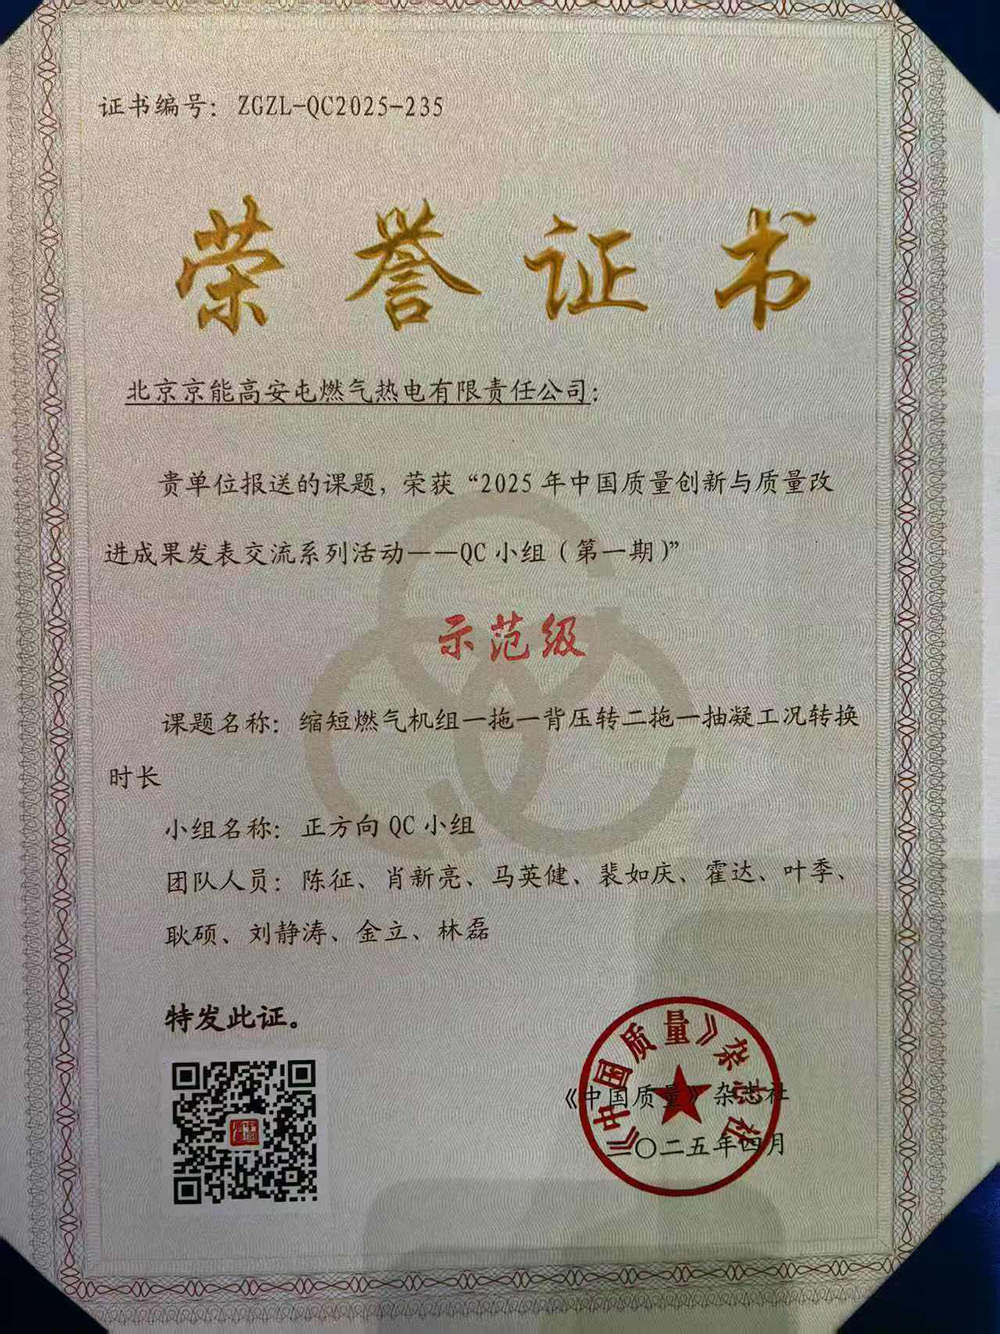 证书编号：ZGZL-QC2025-235
荣誉证书
北京京能高安屯燃气热电有限责任公司：
贵单位报送的课题，荣获“2025年中国质量创新与质量改
进成果发表交流系列活动——QC小组（第一期）”
示范级
课题名称：缩短燃气机组一拖一背压转二拖一抽凝工况转换
时长
小组名称：正方向QC小组
团队人员：陈征、肖新亮、马英健、裴如庆、霍达、叶季、
耿硕、刘静涛、金立、林磊
特发此证。
《中国质量》杂志社
《中国质量》杂志社
二〇二五年四月